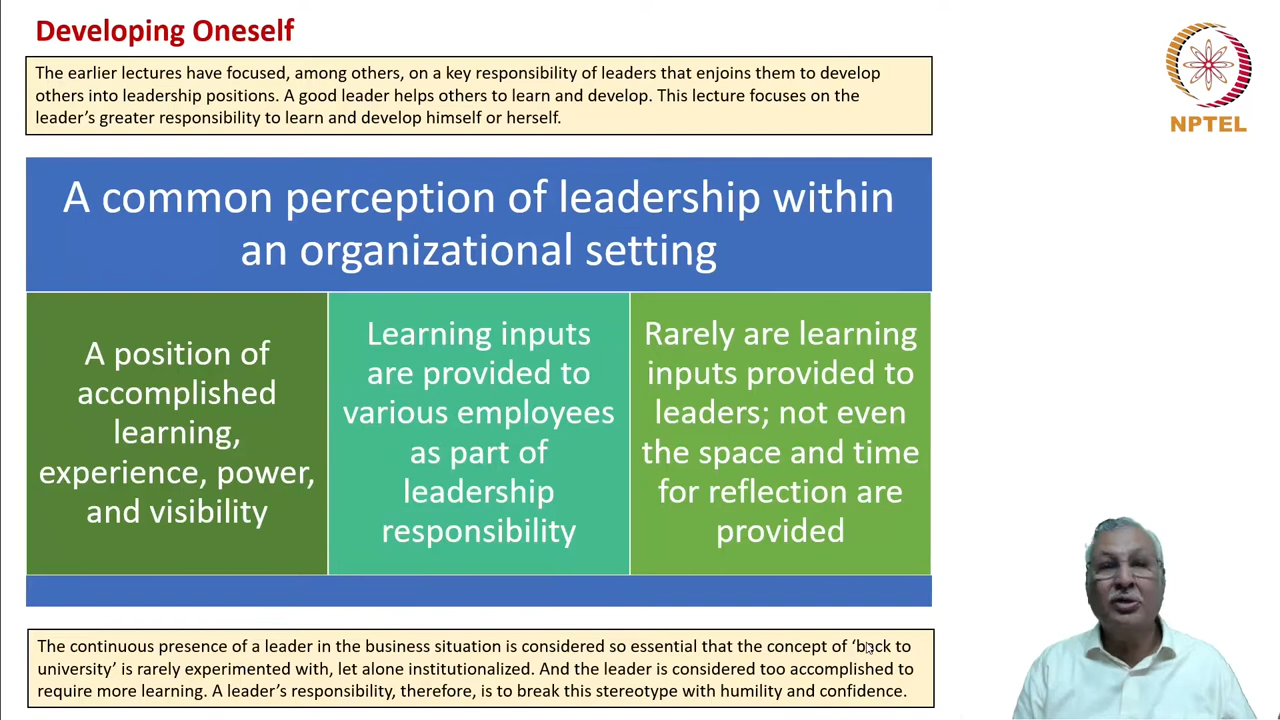 Developing Oneself
The earlier lectures have focused, among others, on a key responsibility of leaders that enjoins them to develop
others into leadership positions. A good leader helps others to learn and develop. This lecture focuses on the
leader's greater responsibility to learn and develop himself or herself.
NPTEL
A common perception of leadership within
an organizational setting
A position of
accomplished
learning,
experience, power,
and visibility
Learning inputs
are provided to
various employees
as part of
leadership
responsibility
Rarely are learning
inputs provided to
leaders; not even
the space and time
for reflection are
provided
The continuous presence of a leader in the business situation is considered so essential that the concept of 'back to
university' is rarely experimented with, let alone institutionalized. And the leader is considered too accomplished to
require more learning. A leader's responsibility, therefore, is to break this stereotype with humility and confidence.